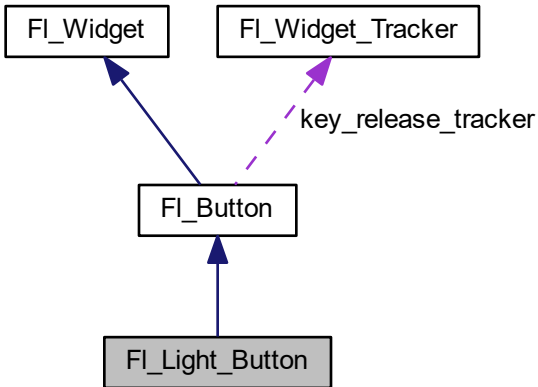 Fl_Widget
Fl_Widget_Tracker
key_release_tracker
Fl_Button
Fl_Light_Button